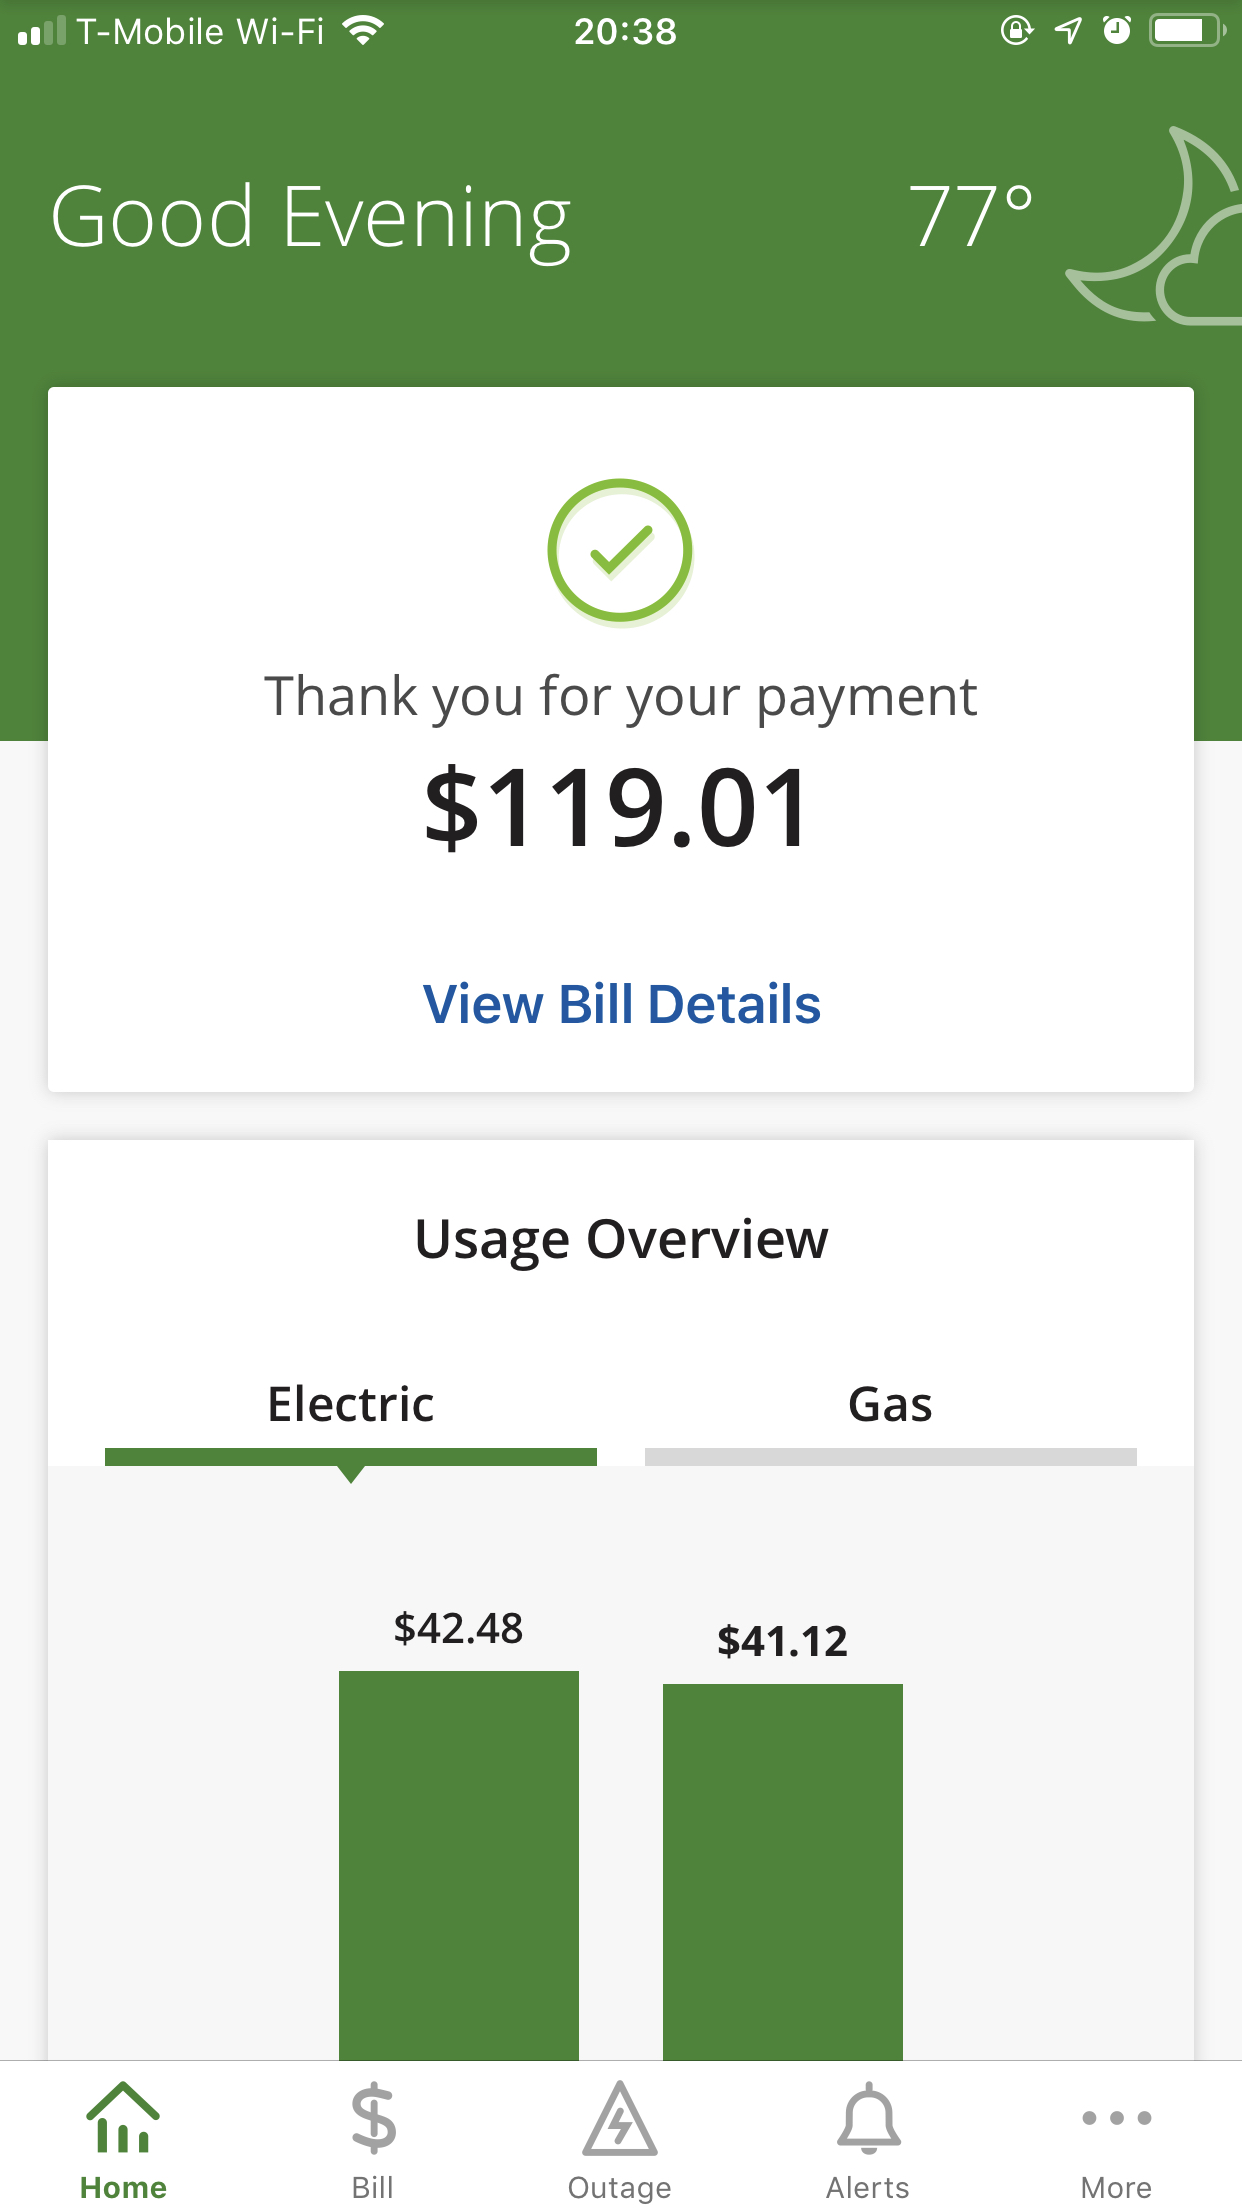 T-Mobile Wi-Fi 20:38
Good Evening 77°
Thank you for your payment
$119.01
View Bill Details
Usage Overview
Electric Gas
$42.48 $41.12
Home Bill Outage Alerts More